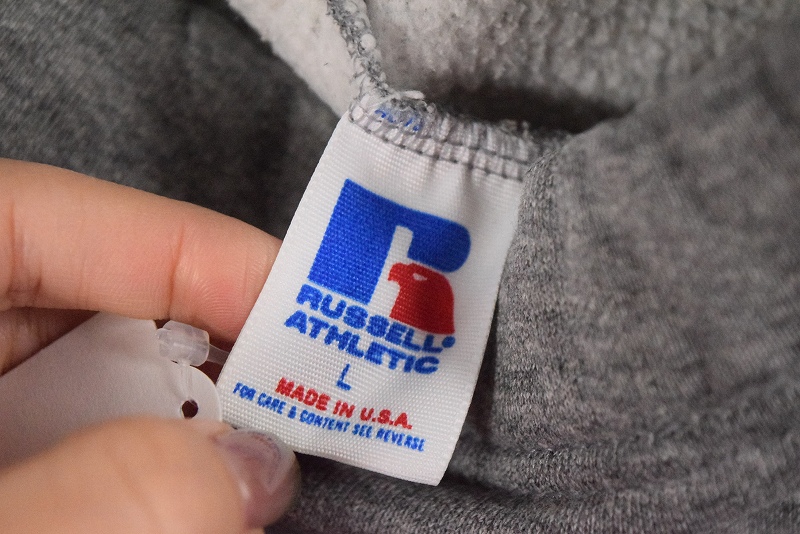 RUSSELL®
ATHLETIC
L
MADE IN U.S.A.
FOR CARE & CONTENT SEE REVERSE